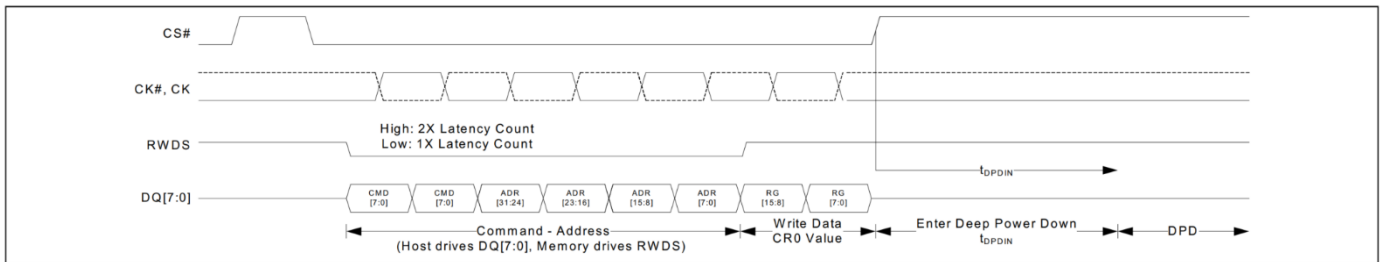 CS#
CK#, CK
High: 2X Latency Count
Low: 1X Latency Count
RWDS
tDPDIN
DQ[7:0]
CMD [7:0]
CMD [7:0]
ADR [31:24]
ADR [23:16]
ADR [15:8]
ADR [7:0]
RG [15:8]
RG [7:0]
Command - Address
(Host drives DQ[7:0], Memory drives RWDS)
Write Data
CR0 Value
Enter Deep Power Down
tDPDIN
DPD